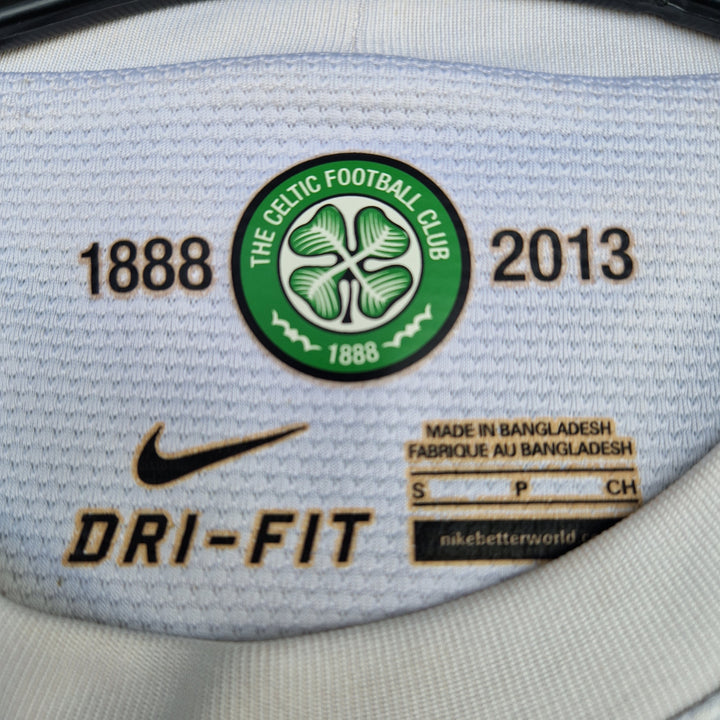 THE CELTIC FOOTBALL CLUB
1888
1888
2013
DRI-FIT
MADE IN BANGLADESH
FABRIQUE AU BANGLADESH
S P CH
nikebetterworld.c